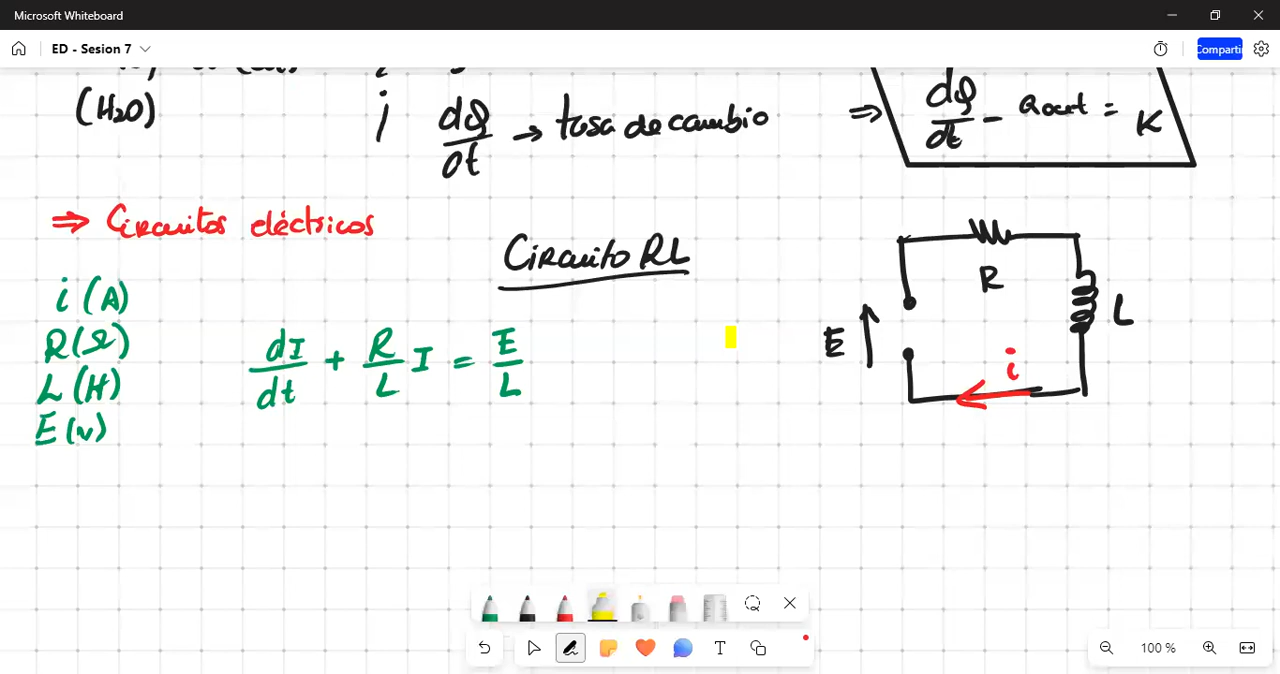 Microsoft Whiteboard
ED - Sesion 7
Comparti
(H2O)
dQ/dt → tasa de cambio
⇒ dQ/dt - Qout = K
⇒ Circuitos eléctricos
Circuito RL
i (A)
R (Ω)
L (H)
E (v)
dI/dt + R/L I = E/L
R
L
E
i
100 %